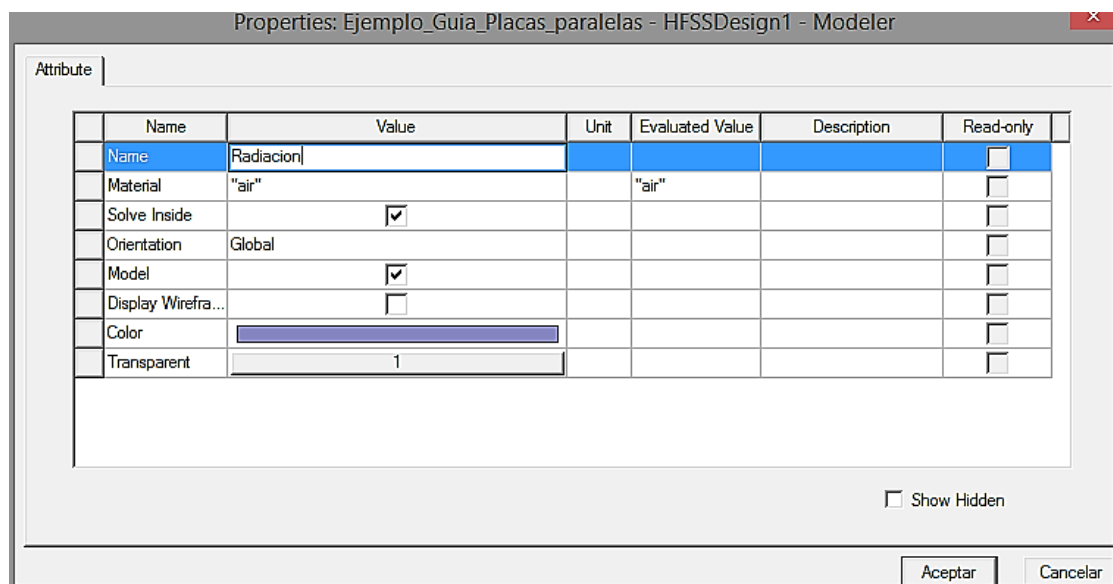 Properties: Ejemplo_Guia_Placas_paralelas - HFSSDesign1 - Modeler
x
Attribute
Name Value Unit Evaluated Value Description Read-only
Name Radiacion
Material "air" "air"
Solve Inside
Orientation Global
Model
Display Wirefra...
Color
Transparent 1
Show Hidden
Aceptar Cancelar